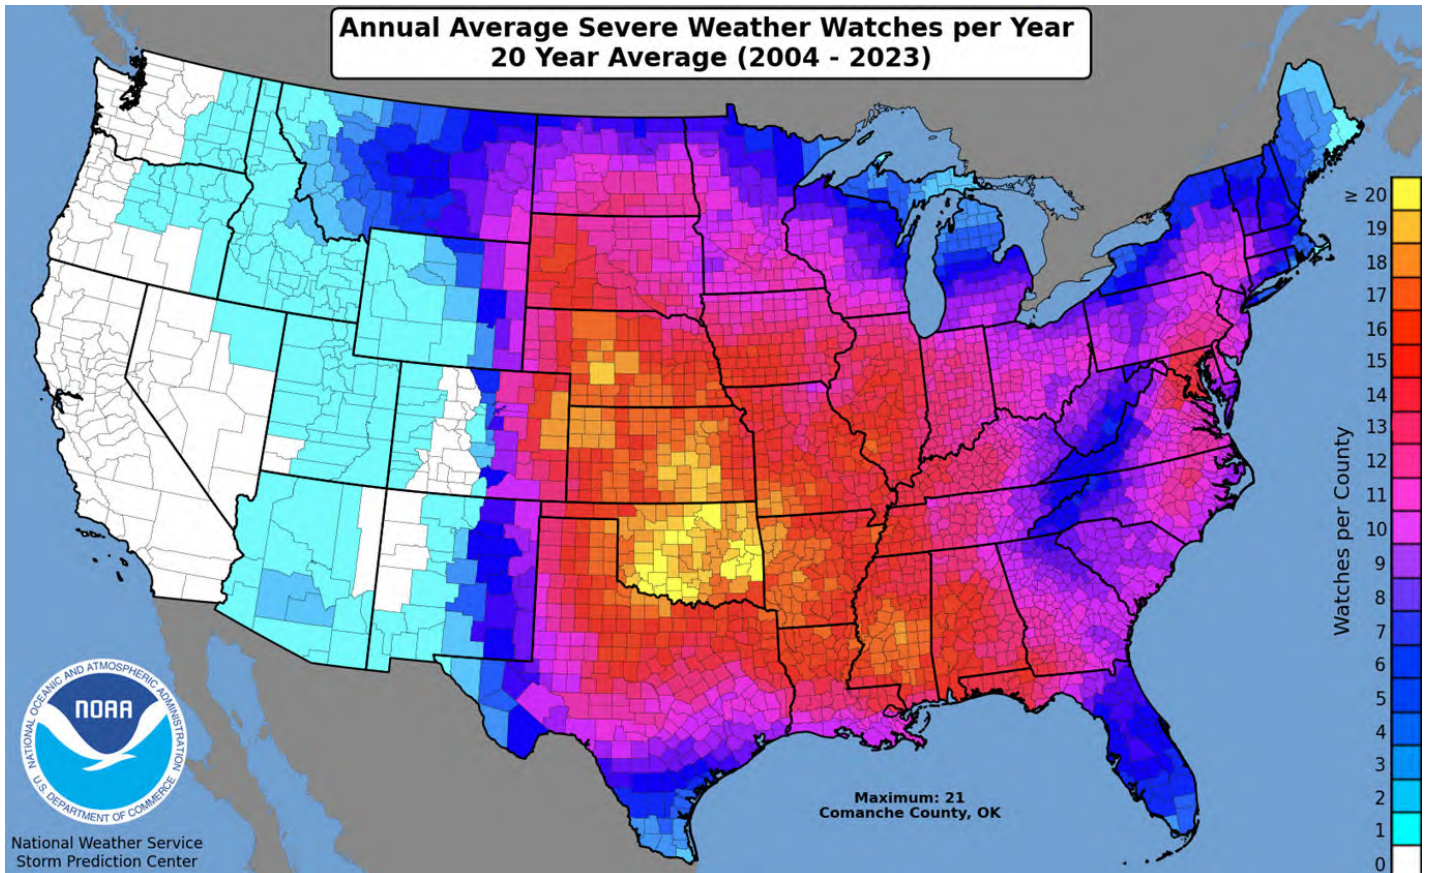 Annual Average Severe Weather Watches per Year
20 Year Average (2004 - 2023)
≥ 20
19
18
17
16
15
14
13
12
11
10
9
8
7
6
5
4
3
2
1
0
Watches per County
Maximum: 21
Comanche County, OK
NATIONAL OCEANIC AND ATMOSPHERIC ADMINISTRATION
NOAA
U.S. DEPARTMENT OF COMMERCE
National Weather Service
Storm Prediction Center